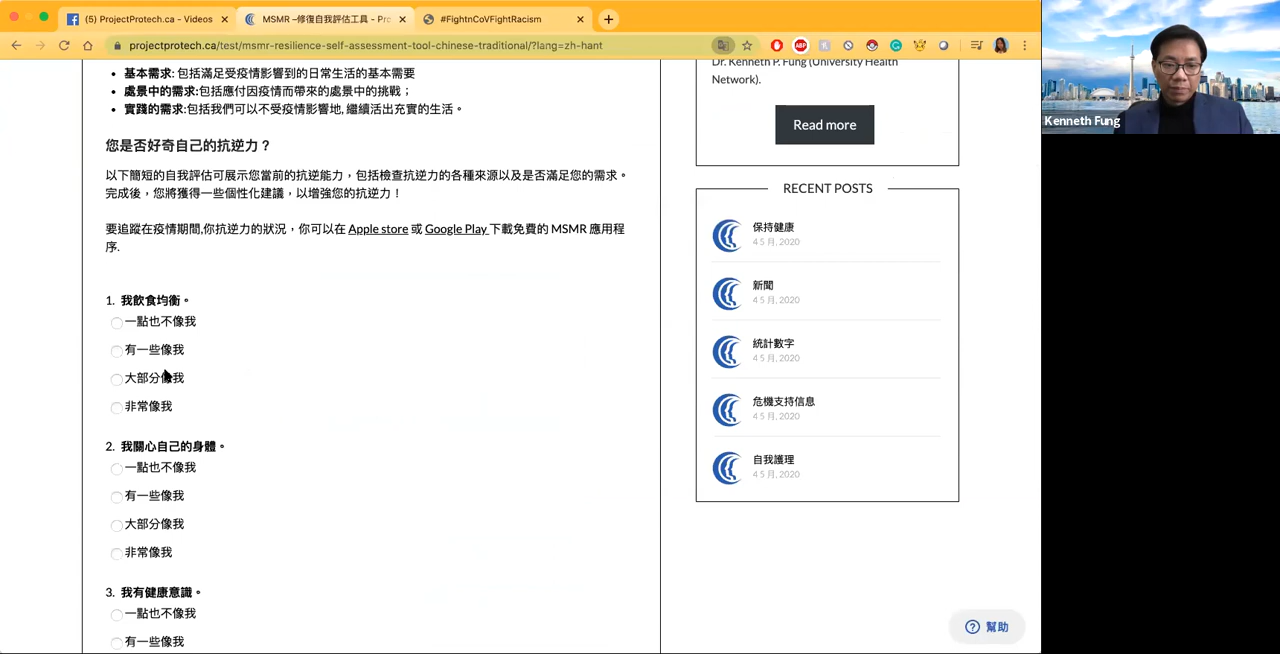 (5) ProjectProtech.ca - Videos
MSMR –修復自我評估工具 - Pro
#FightnCoVFightRacism
projectprotech.ca/test/msmr-resilience-self-assessment-tool-chinese-traditional/?lang=zh-hant
ABP
基本需求: 包括滿足受疫情影響到的日常生活的基本需要
處景中的需求:包括應付因疫情而帶來的處景中的挑戰；
實踐的需求:包括我們可以不受疫情影響地, 繼續活出充實的生活。
您是否好奇自己的抗逆力？
以下簡短的自我評估可展示您當前的抗逆能力，包括檢查抗逆力的各種來源以及是否滿足您的需求。
完成後，您將獲得一些個性化建議，以增強您的抗逆力！
要追蹤在疫情期間,你抗逆力的狀況，你可以在 Apple store 或 Google Play 下載免費的 MSMR 應用程
序.
1. 我飲食均衡。
一點也不像我
有一些像我
大部分像我
非常像我
2. 我關心自己的身體。
一點也不像我
有一些像我
大部分像我
非常像我
3. 我有健康意識。
一點也不像我
有一些像我
Dr. Kenneth P. Fung (University Health
Network).
Read more
RECENT POSTS
保持健康
4 5 月, 2020
新聞
4 5 月, 2020
統計數字
4 5 月, 2020
危機支持信息
4 5 月, 2020
自我護理
4 5 月, 2020
幫助
Kenneth Fung